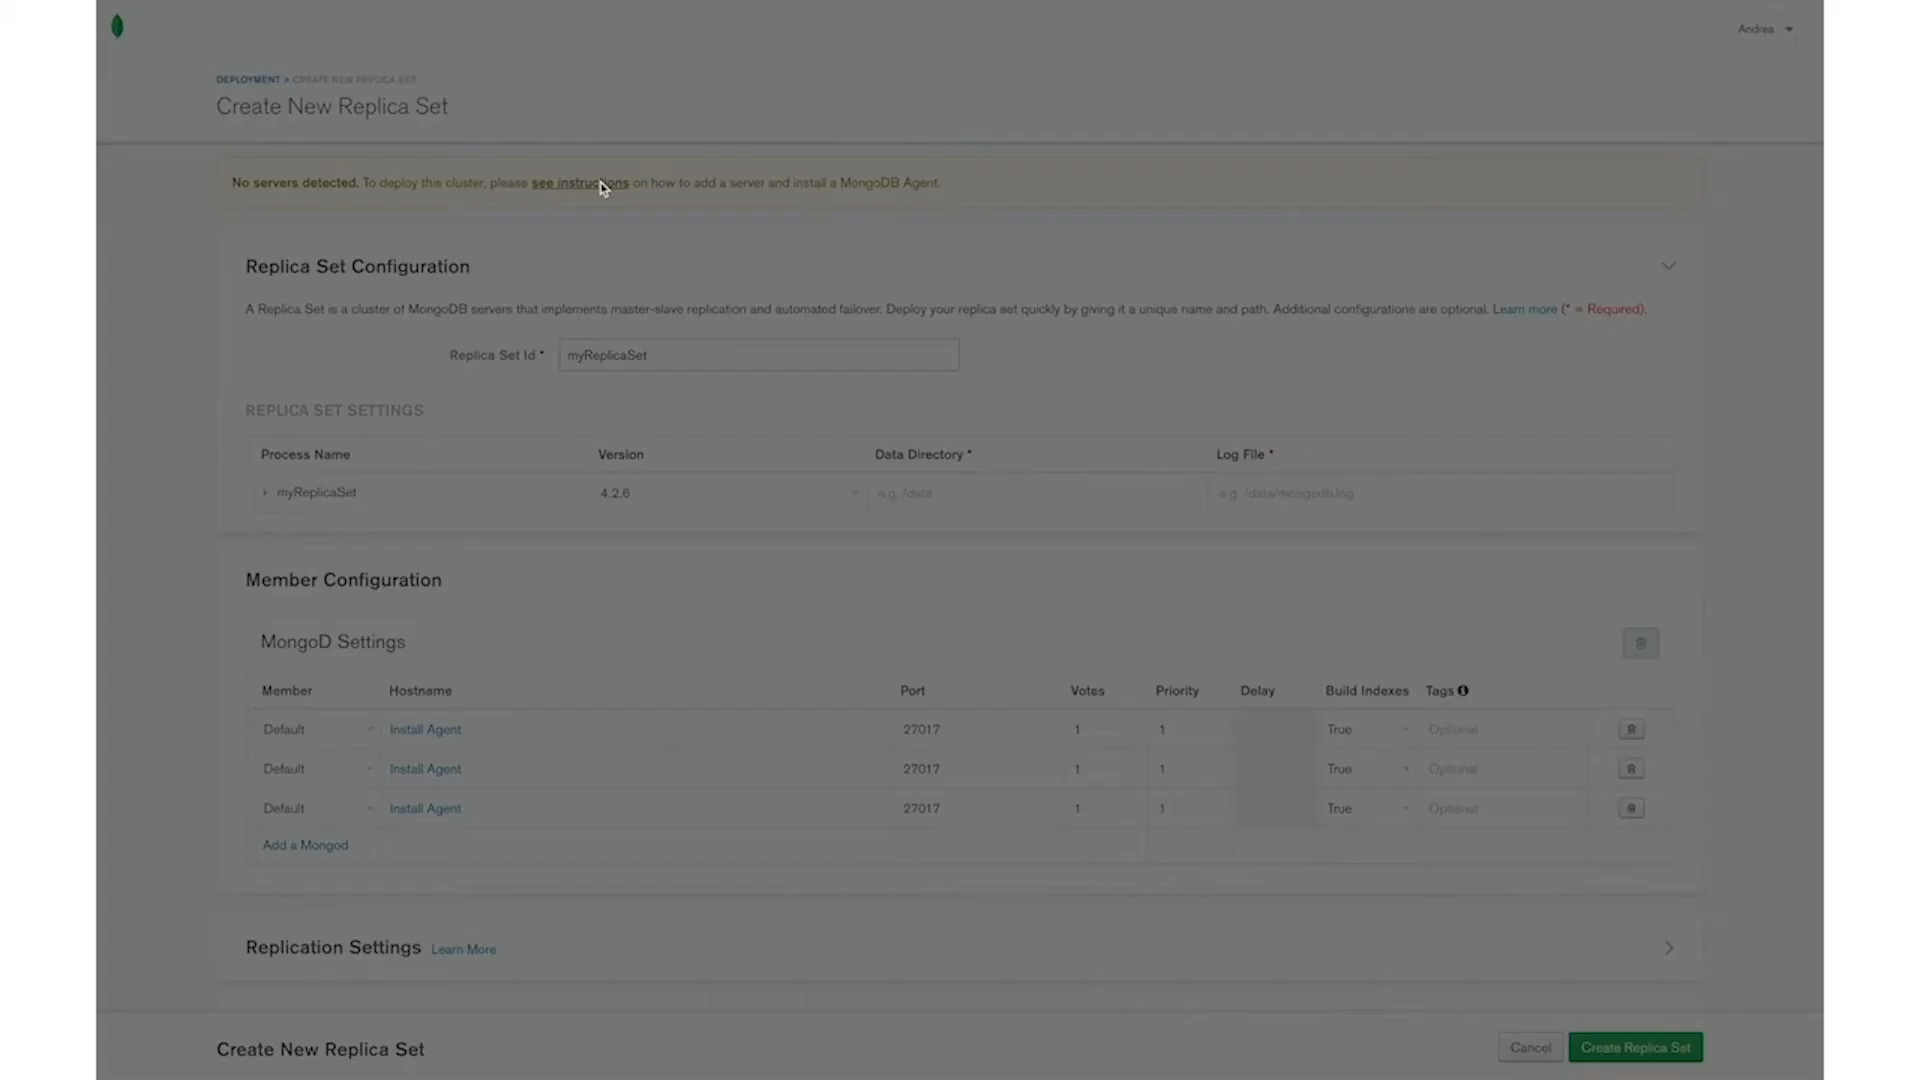 Andrea
DEPLOYMENT > CREATE NEW REPLICA SET
Create New Replica Set
No servers detected. To deploy this cluster, please see instructions on how to add a server and install a MongoDB Agent.
Replica Set Configuration
A Replica Set is a cluster of MongoDB servers that implements master-slave replication and automated failover. Deploy your replica set quickly by giving it a unique name and path. Additional configurations are optional. Learn more (* = Required).
Replica Set Id * myReplicaSet
REPLICA SET SETTINGS
Process Name Version Data Directory * Log File *
myReplicaSet 4.2.6 e.g. /data e.g. /data/mongodb.log
Member Configuration
MongoD Settings
Member Hostname Port Votes Priority Delay Build Indexes Tags
Default Install Agent 27017 1 1 True Optional
Default Install Agent 27017 1 1 True Optional
Default Install Agent 27017 1 1 True Optional
Add a Mongod
Replication Settings Learn More
Create New Replica Set Cancel Create Replica Set